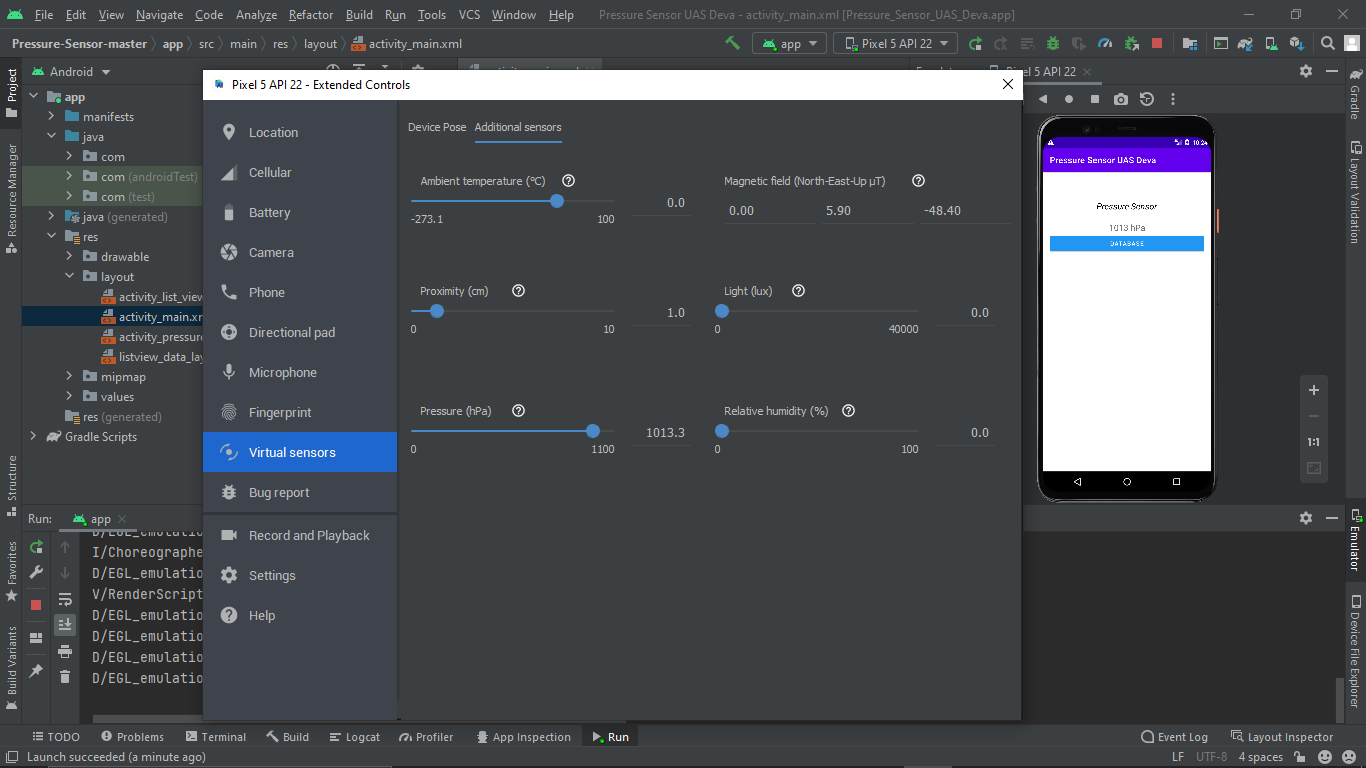 File Edit View Navigate Code Analyze Refactor Build Run Tools VCS Window Help Pressure Sensor UAS Deva - activity_main.xml [Pressure_Sensor_UAS_Deva.app]
Pressure-Sensor-master app src main res layout activity_main.xml app Pixel 5 API 22
Project
Resource Manager
Structure
Favorites
Build Variants
Android
app
manifests
java
com
com (androidTest)
com (test)
java (generated)
res
drawable
layout
activity_list_view
activity_main.xm
activity_pressure
listview_data_lay
mipmap
values
res (generated)
Gradle Scripts
Pixel 5 API 22 - Extended Controls
Location
Cellular
Battery
Camera
Phone
Directional pad
Microphone
Fingerprint
Virtual sensors
Bug report
Record and Playback
Settings
Help
Device Pose Additional sensors
Ambient temperature (°C)
0.0
-273.1 100
Magnetic field (North-East-Up µT)
0.00 5.90 -48.40
Proximity (cm)
1.0
0 10
Light (lux)
0.0
0 40000
Pressure (hPa)
1013.3
0 1100
Relative humidity (%)
0.0
0 100
el 5 API 22
10:24
Pressure Sensor UAS Deva
Pressure Sensor
1013 hPa
DATABASE
1:1
Gradle
Layout Validation
Emulator
Device File Explorer
Run: app
D/EGL_emulatio
I/Choreographe
D/EGL_emulatio
V/RenderScript
D/EGL_emulatio
D/EGL_emulatio
D/EGL_emulatio
D/EGL_emulatio
TODO Problems Terminal Build Logcat Profiler App Inspection Run Event Log Layout Inspector
Launch succeeded (a minute ago) LF UTF-8 4 spaces